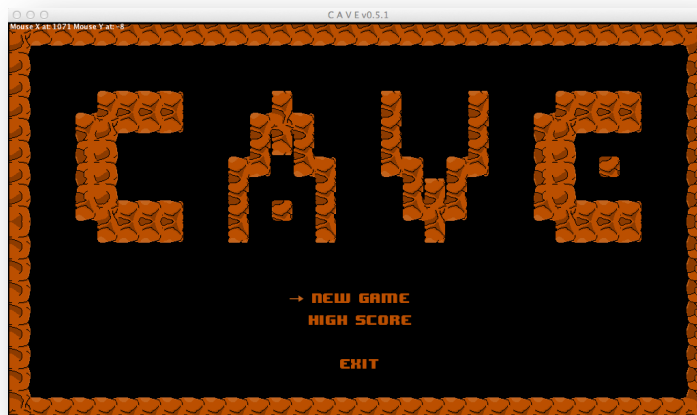 C A V E v0.5.1
Mouse X at: 1071 Mouse Y at: -8
CAVE
→ NEW GAME
HIGH SCORE
EXIT